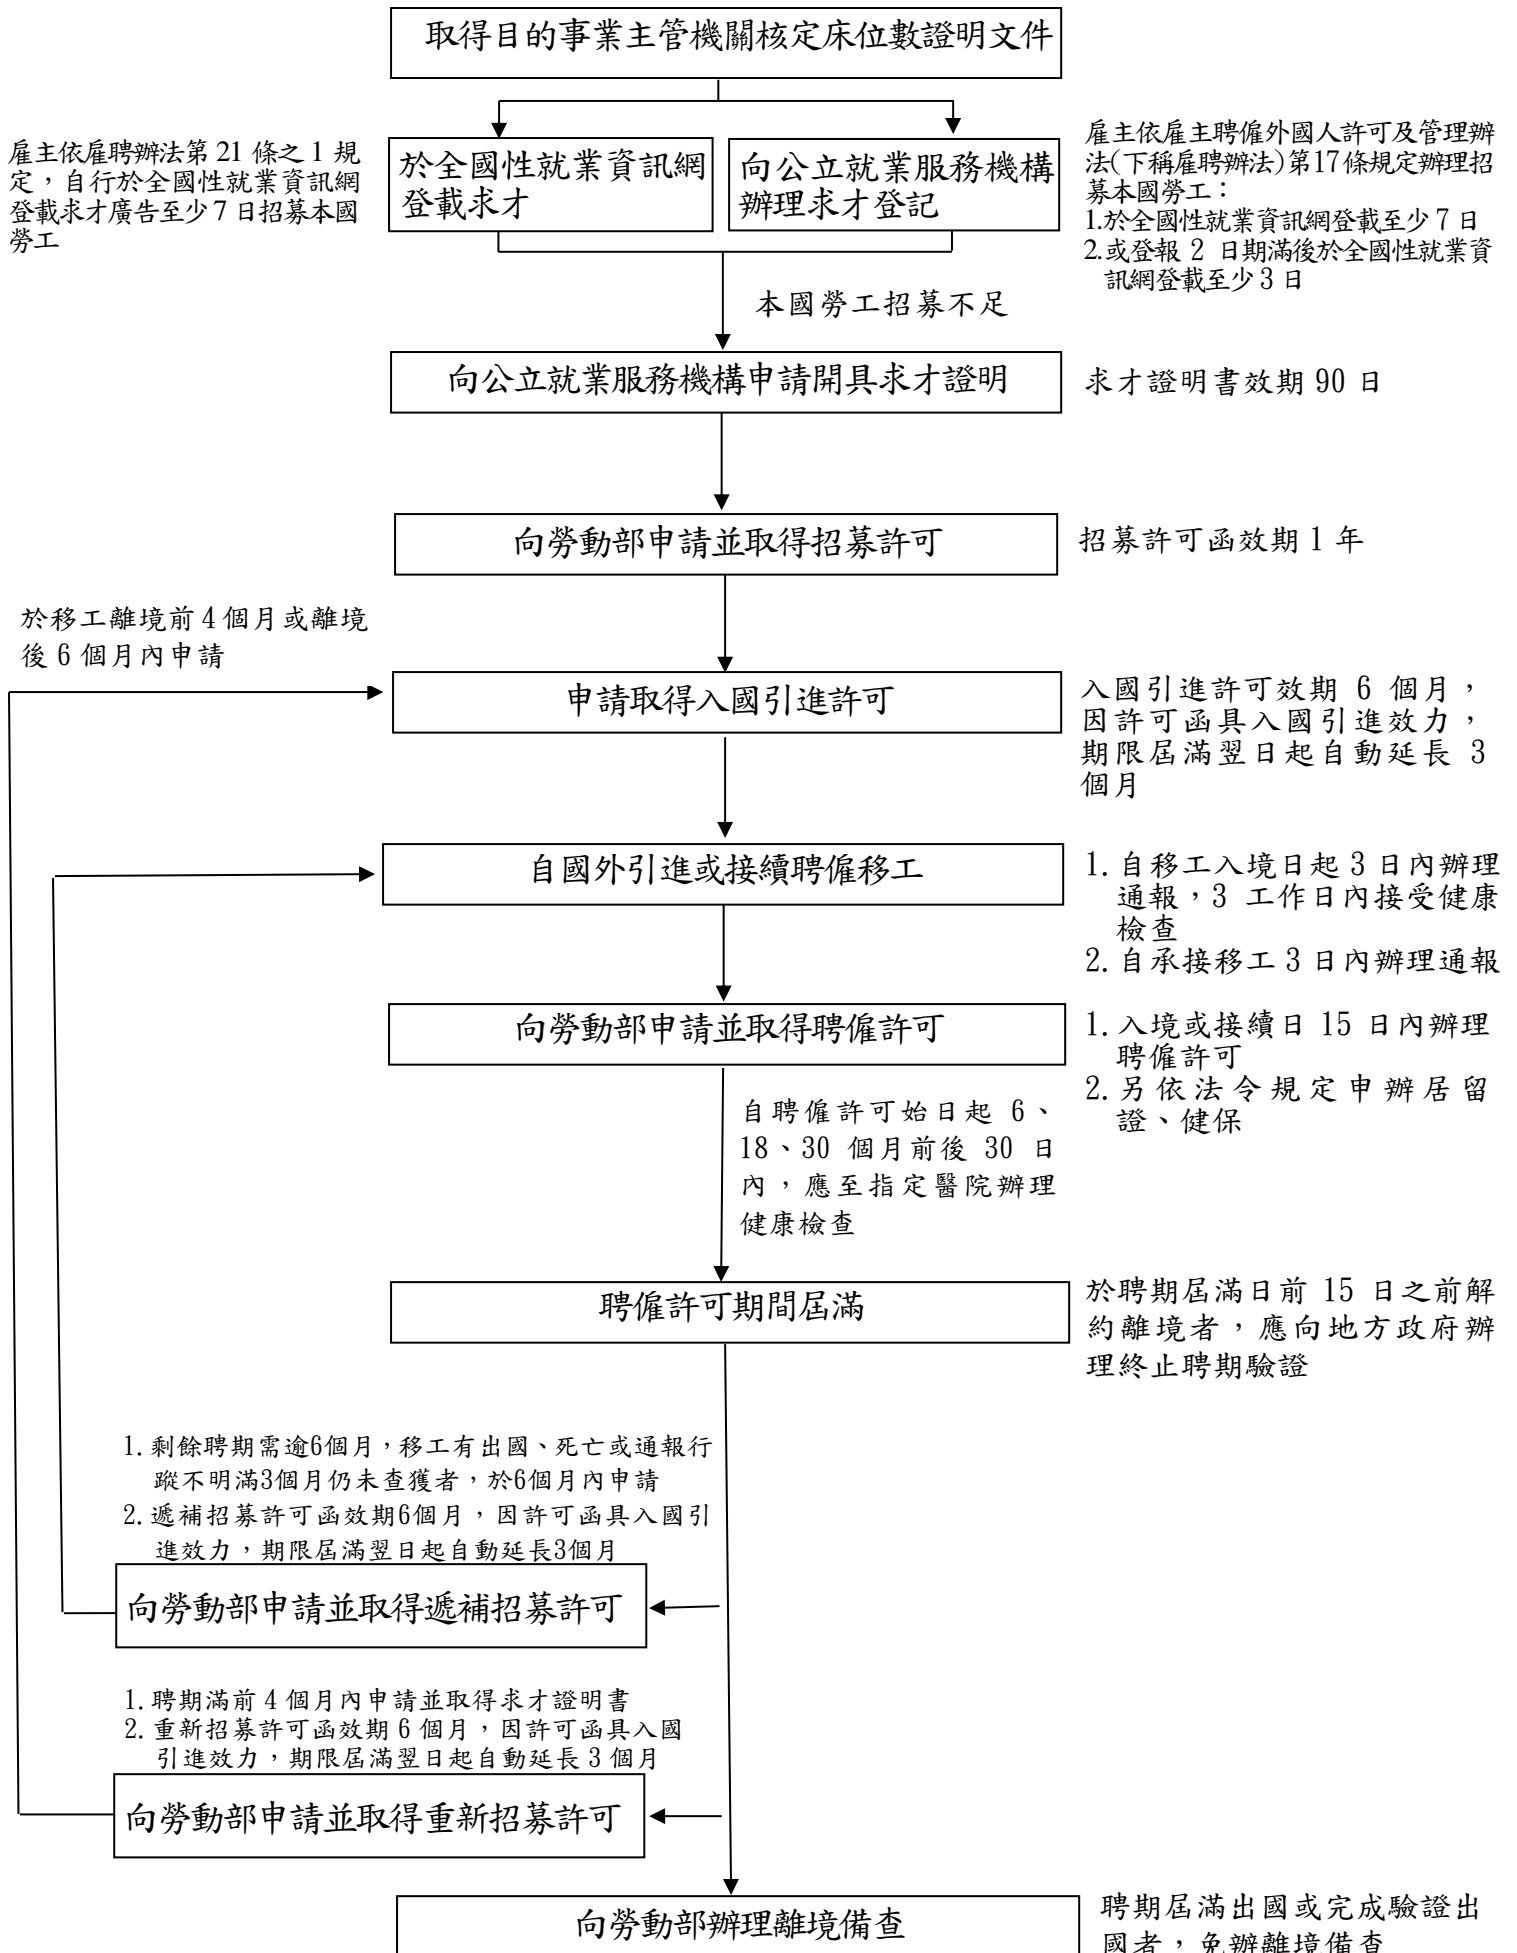 取得目的事業主管機關核定床位數證明文件
雇主依雇聘辦法第 21 條之 1 規
定，自行於全國性就業資訊網
登載求才廣告至少 7 日招募本國
勞工
於全國性就業資訊網
登載求才
向公立就業服務機構
辦理求才登記
雇主依雇主聘僱外國人許可及管理辦
法(下稱雇聘辦法)第17條規定辦理招
募本國勞工：
1.於全國性就業資訊網登載至少 7 日
2.或登報 2 日期滿後於全國性就業資
訊網登載至少 3 日
本國勞工招募不足
向公立就業服務機構申請開具求才證明
求才證明書效期 90 日
向勞動部申請並取得招募許可
招募許可函效期 1 年
於移工離境前 4 個月或離境
後 6 個月內申請
申請取得入國引進許可
入國引進許可效期 6 個月，
因許可函具入國引進效力，
期限屆滿翌日起自動延長 3
個月
自國外引進或接續聘僱移工
1. 自移工入境日起 3 日內辦理
通報，3 工作日內接受健康
檢查
2. 自承接移工 3 日內辦理通報
向勞動部申請並取得聘僱許可
1. 入境或接續日 15 日內辦理
聘僱許可
2. 另依法令規定申辦居留
證、健保
自聘僱許可始日起 6、
18、30 個月前後 30 日
內，應至指定醫院辦理
健康檢查
聘僱許可期間屆滿
於聘期屆滿日前 15 日之前解
約離境者，應向地方政府辦
理終止聘期驗證
1. 剩餘聘期需逾6個月，移工有出國、死亡或通報行
蹤不明滿3個月仍未查獲者，於6個月內申請
2. 遞補招募許可函效期6個月，因許可函具入國引
進效力，期限屆滿翌日起自動延長3個月
向勞動部申請並取得遞補招募許可
1. 聘期滿前 4 個月內申請並取得求才證明書
2. 重新招募許可函效期 6 個月，因許可函具入國
引進效力，期限屆滿翌日起自動延長 3 個月
向勞動部申請並取得重新招募許可
向勞動部辦理離境備查
聘期屆滿出國或完成驗證出
國者，免辦離境備查